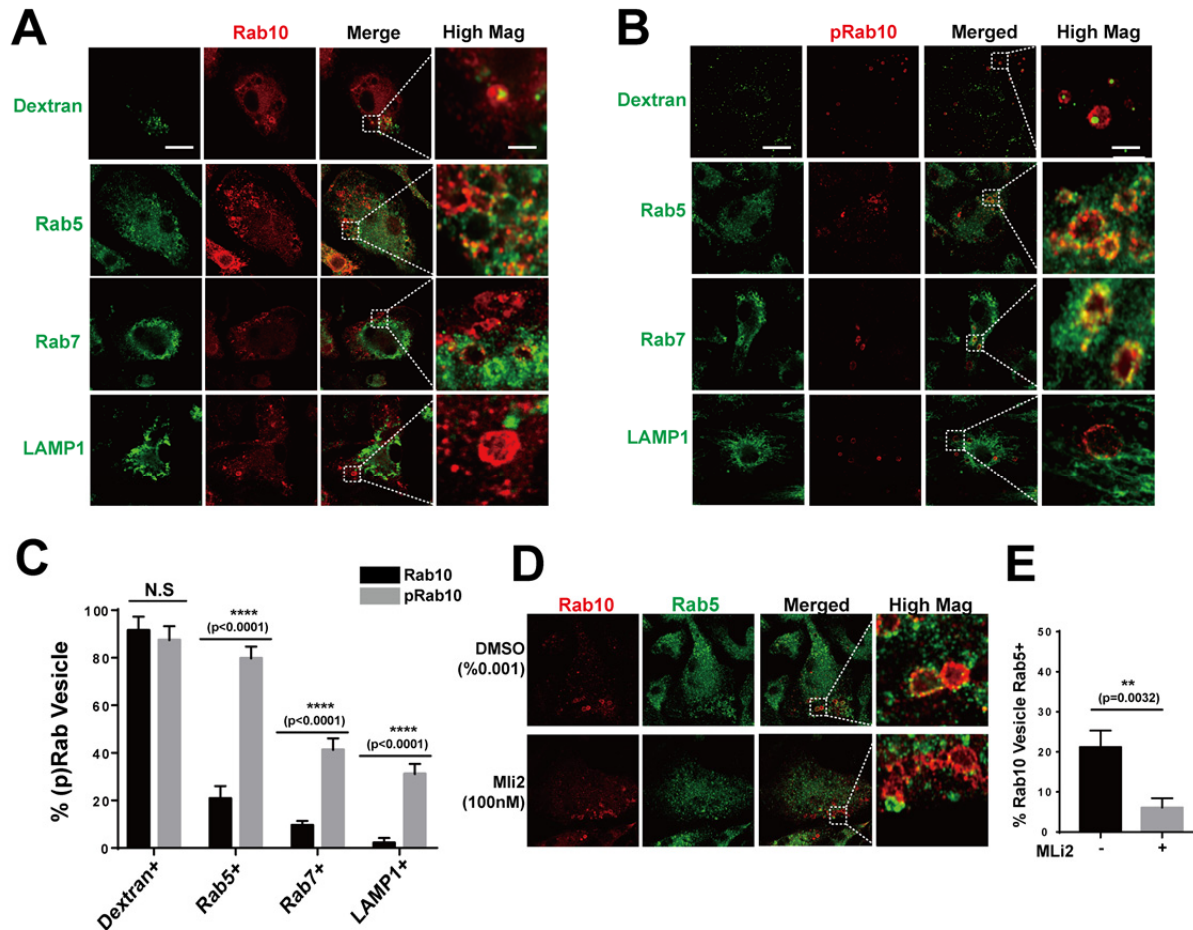 A
Rab10 Merge High Mag
Dextran
Rab5
Rab7
LAMP1
B
pRab10 Merged High Mag
Dextran
Rab5
Rab7
LAMP1
C
Rab10
pRab10
N.S
****
(p<0.0001)
****
(p<0.0001)
****
(p<0.0001)
% (p)Rab Vesicle
100
80
60
40
20
0
Dextran+ Rab5+ Rab7+ LAMP1+
D
Rab10 Rab5 Merged High Mag
DMSO
(%0.001)
Mli2
(100nM)
E
% Rab10 Vesicle Rab5+
50
40
30
20
10
0
**
(p=0.0032)
MLi2 - +